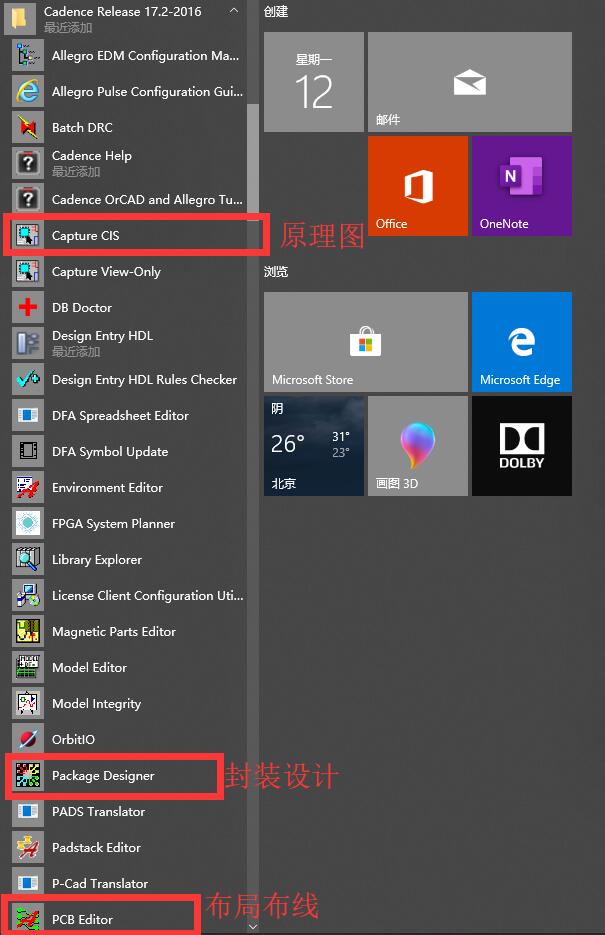 Cadence Release 17.2-2016
最近添加
Allegro EDM Configuration Ma...
Allegro Pulse Configuration Gui...
Batch DRC
Cadence Help
最近添加
Cadence OrCAD and Allegro Tu...
Capture CIS
原理图
Capture View-Only
DB Doctor
Design Entry HDL
最近添加
Design Entry HDL Rules Checker
DFA Spreadsheet Editor
DFA Symbol Update
Environment Editor
FPGA System Planner
Library Explorer
License Client Configuration Uti...
Magnetic Parts Editor
Model Editor
Model Integrity
OrbitIO
Package Designer
封装设计
PADS Translator
Padstack Editor
P-Cad Translator
PCB Editor
布局布线
创建
星期一
12
邮件
Office
N
OneNote
浏览
Microsoft Store
Microsoft Edge
阴
26°
31°
23°
北京
画图 3D
DOLBY